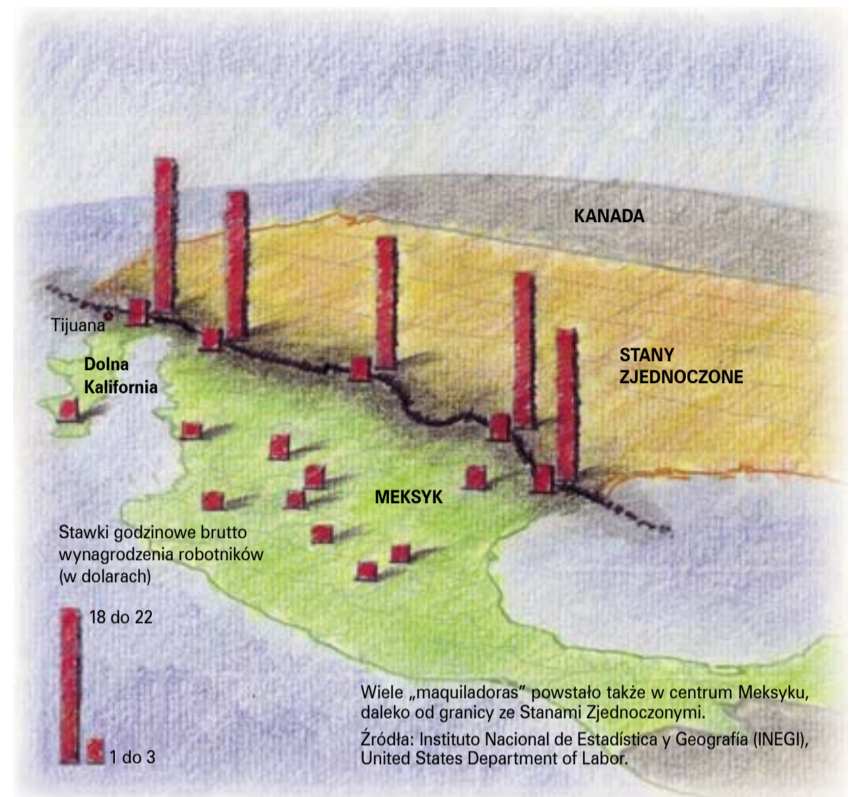 KANADA
Tijuana
Dolna
Kalifornia
STANY
ZJEDNOCZONE
MEKSYK
Stawki godzinowe brutto
wynagrodzenia robotników
(w dolarach)
18 do 22
1 do 3
Wiele „maquiladoras” powstało także w centrum Meksyku,
daleko od granicy ze Stanami Zjednoczonymi.
Źródła: Instituto Nacional de Estadística y Geografía (INEGI),
United States Department of Labor.